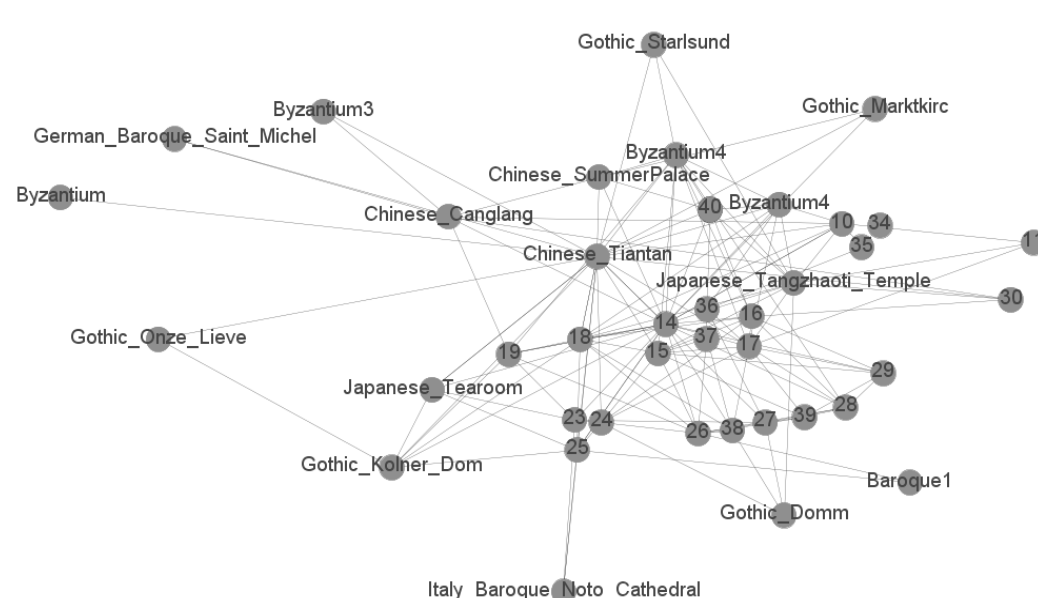 Gothic_Starlsund
Byzantium3
Gothic_Marktkirc
German_Baroque_Saint_Michel
Byzantium4
Chinese_SummerPalace
Byzantium
Byzantium4
40
Chinese_Canglang
10
34
35
Chinese_Tiantan
Japanese_Tangzhaoti_Temple
30
36
16
14
Gothic_Onze_Lieve
18
37
17
19
15
29
Japanese_Tearoom
28
23
24
27
39
26
38
25
Gothic_Kolner_Dom
Baroque1
Gothic_Domm
Italy_Baroque_Noto_Cathedral